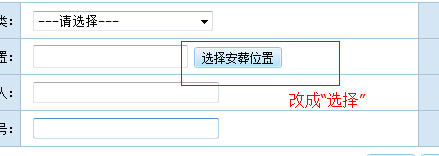 类: ---请选择---
置: 选择安葬位置
改成“选择”
人:
号: